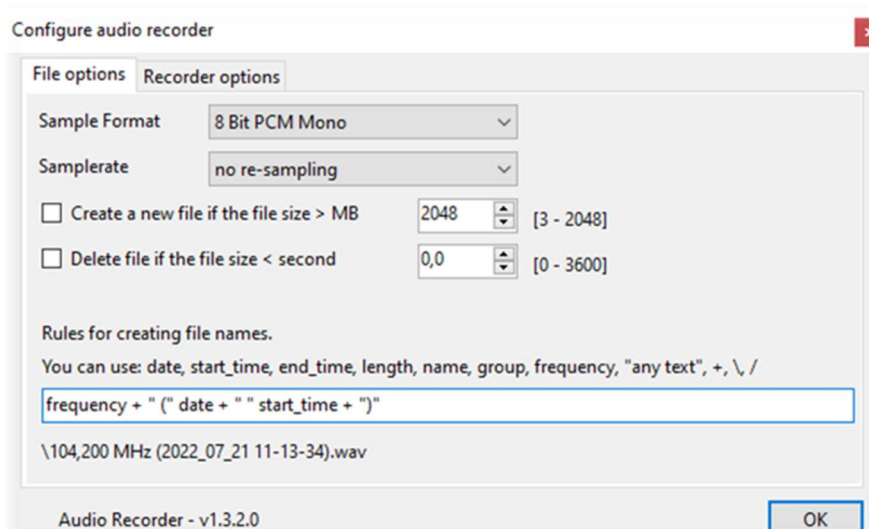 Configure audio recorder
File options Recorder options
Sample Format 8 Bit PCM Mono
Samplerate no re-sampling
Create a new file if the file size > MB 2048 [3 - 2048]
Delete file if the file size < second 0,0 [0 - 3600]
Rules for creating file names.
You can use: date, start_time, end_time, length, name, group, frequency, "any text", +, \, /
frequency + " (" date + " " start_time + ")"
\104,200 MHz (2022_07_21 11-13-34).wav
Audio Recorder - v1.3.2.0 OK